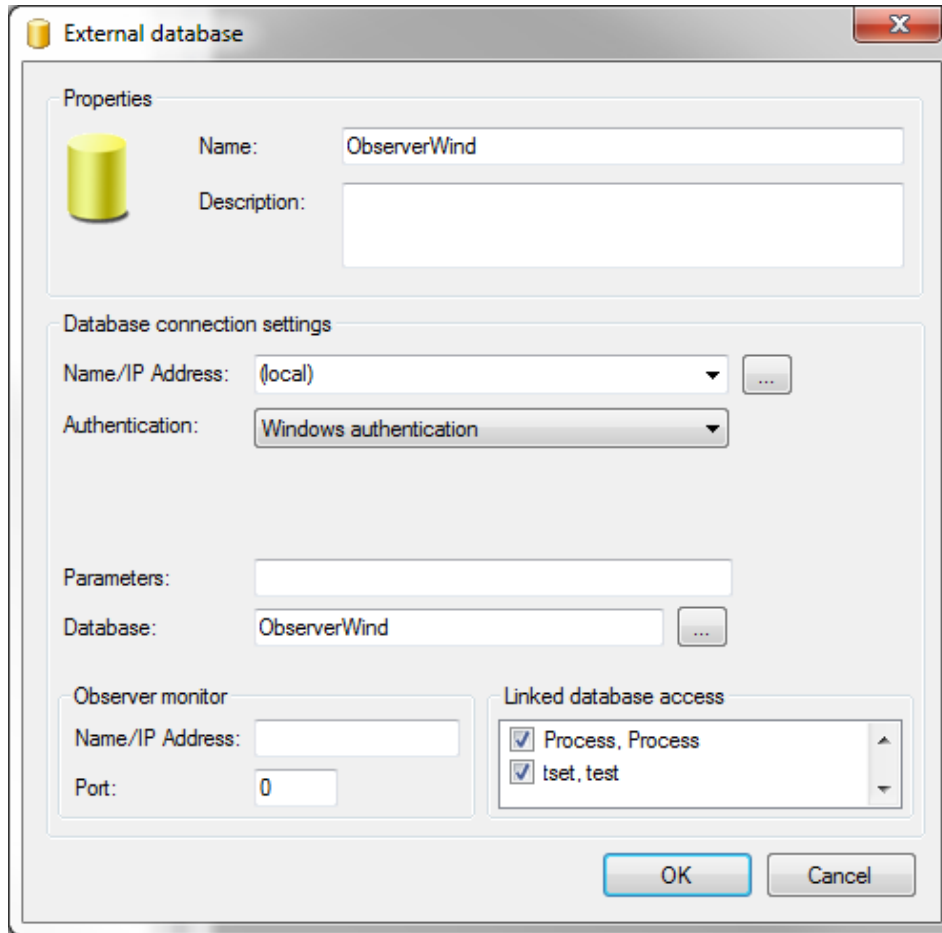 External database
Properties
Name: ObserverWind
Description:
Database connection settings
Name/IP Address: (local) ...
Authentication: Windows authentication
Parameters:
Database: ObserverWind ...
Observer monitor
Name/IP Address:
Port: 0
Linked database access
Process, Process
tset, test
OK Cancel